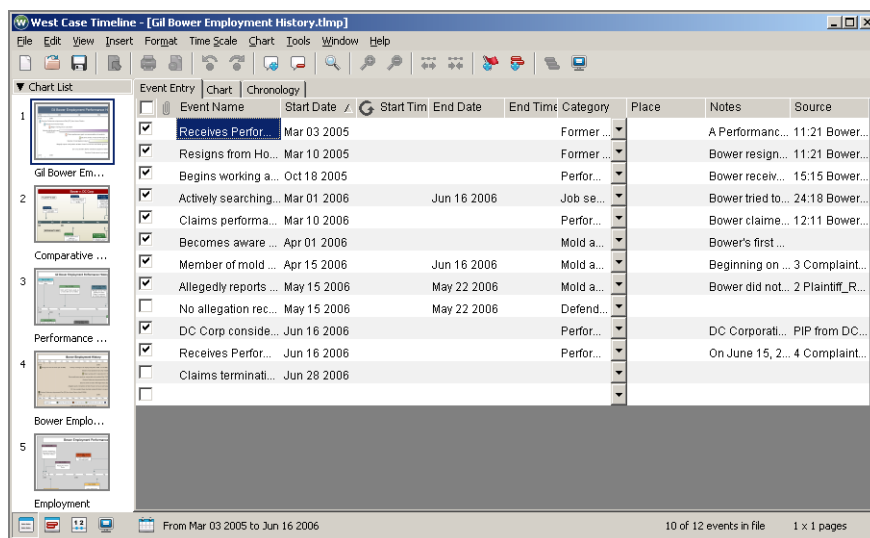 West Case Timeline - [Gil Bower Employment History.tlmp]
File Edit View Insert Format Time Scale Chart Tools Window Help
Chart List
Event Entry Chart Chronology
Event Name Start Date Start Tim End Date End Time Category Place Notes Source
Receives Perfor... Mar 03 2005 Former ... A Performanc... 11:21 Bower...
Resigns from Ho... Mar 10 2005 Former ... Bower resign... 11:21 Bower...
Begins working a... Oct 18 2005 Perfor... Bower receiv... 15:15 Bower...
Actively searching... Mar 01 2006 Jun 16 2006 Job se... Bower tried to... 24:18 Bower...
Claims performa... Mar 10 2006 Perfor... Bower claime... 12:11 Bower...
Becomes aware ... Apr 01 2006 Mold a... Bower's first ...
Member of mold ... Apr 15 2006 Jun 16 2006 Mold a... Beginning on ... 3 Complaint...
Allegedly reports ... May 15 2006 May 22 2006 Mold a... Bower did not... 2 Plaintiff_R...
No allegation rec... May 15 2006 May 22 2006 Defend...
DC Corp conside... Jun 16 2006 Perfor... DC Corporati... PIP from DC...
Receives Perfor... Jun 16 2006 Perfor... On June 15, 2... 4 Complaint...
Claims terminati... Jun 28 2006
1
Gil Bower Em...
2
Comparative ...
3
Performance ...
4
Bower Emplo...
5
Employment
From Mar 03 2005 to Jun 16 2006 10 of 12 events in file 1 x 1 pages